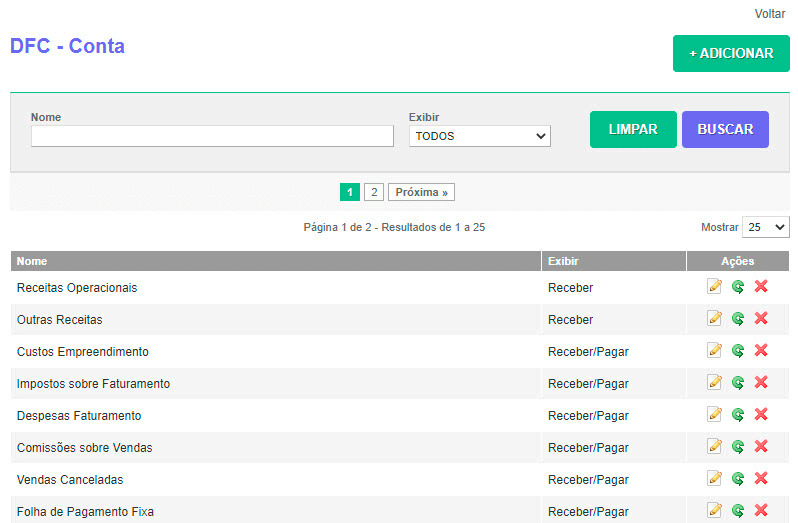 Voltar
DFC - Conta
+ ADICIONAR
Nome
Exibir
TODOS
LIMPAR
BUSCAR
1 2 Próxima »
Página 1 de 2 - Resultados de 1 a 25
Mostrar 25
Nome Exibir Ações
Receitas Operacionais Receber
Outras Receitas Receber
Custos Empreendimento Receber/Pagar
Impostos sobre Faturamento Receber/Pagar
Despesas Faturamento Receber/Pagar
Comissões sobre Vendas Receber/Pagar
Vendas Canceladas Receber/Pagar
Folha de Pagamento Fixa Receber/Pagar